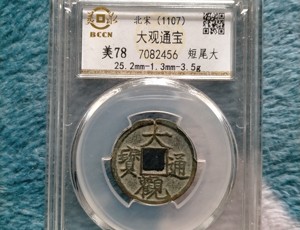 北宋（1107）
BCCN
大观通宝
美78 7082456 短尾大
25.2mm-1.3mm-3.5g
大觀通寶